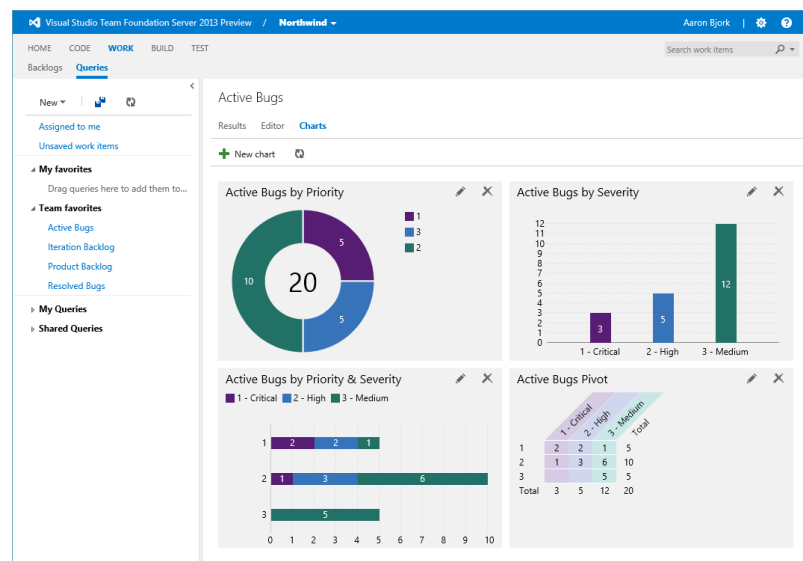 Visual Studio Team Foundation Server 2013 Preview / Northwind
Aaron Bjork | ?
HOME CODE WORK BUILD TEST
Search work items
Backlogs Queries
New
Assigned to me
Unsaved work items
My favorites
Drag queries here to add them to...
Team favorites
Active Bugs
Iteration Backlog
Product Backlog
Resolved Bugs
My Queries
Shared Queries
Active Bugs
Results Editor Charts
New chart
Active Bugs by Priority
5
5
10
20
1
3
2
Active Bugs by Severity
12
11
10
9
8
7
6
5
4
3
2
1
0
3
5
12
1 - Critical 2 - High 3 - Medium
Active Bugs by Priority & Severity
1 - Critical 2 - High 3 - Medium
1 2 2 1
2 1 3 6
3 5
0 1 2 3 4 5 6 7 8 9 10
Active Bugs Pivot
1 - Critical 2 - High 3 - Medium Total
1 2 2 1 5
2 1 3 6 10
3 5 5
Total 3 5 12 20